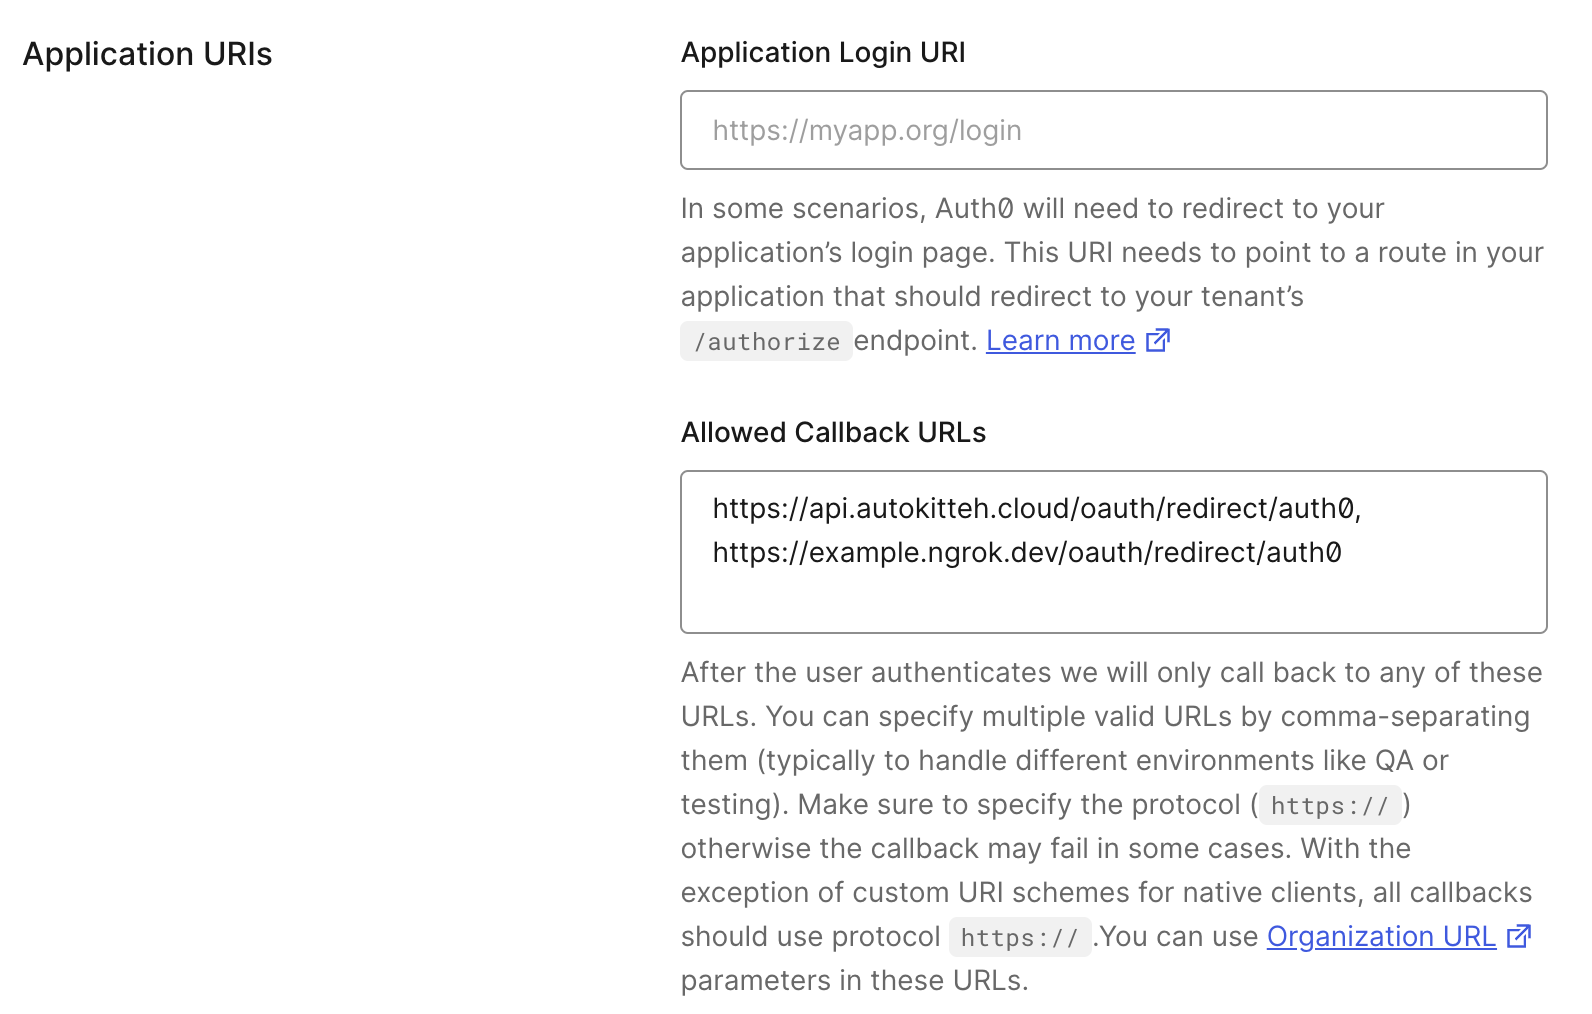 Application URIs
Application Login URI
https://myapp.org/login
In some scenarios, Auth0 will need to redirect to your
application’s login page. This URI needs to point to a route in your
application that should redirect to your tenant’s
/authorize endpoint. Learn more
Allowed Callback URLs
https://api.autokitteh.cloud/oauth/redirect/auth0,
https://example.ngrok.dev/oauth/redirect/auth0
After the user authenticates we will only call back to any of these
URLs. You can specify multiple valid URLs by comma-separating
them (typically to handle different environments like QA or
testing). Make sure to specify the protocol ( https:// )
otherwise the callback may fail in some cases. With the
exception of custom URI schemes for native clients, all callbacks
should use protocol https:// .You can use Organization URL
parameters in these URLs.